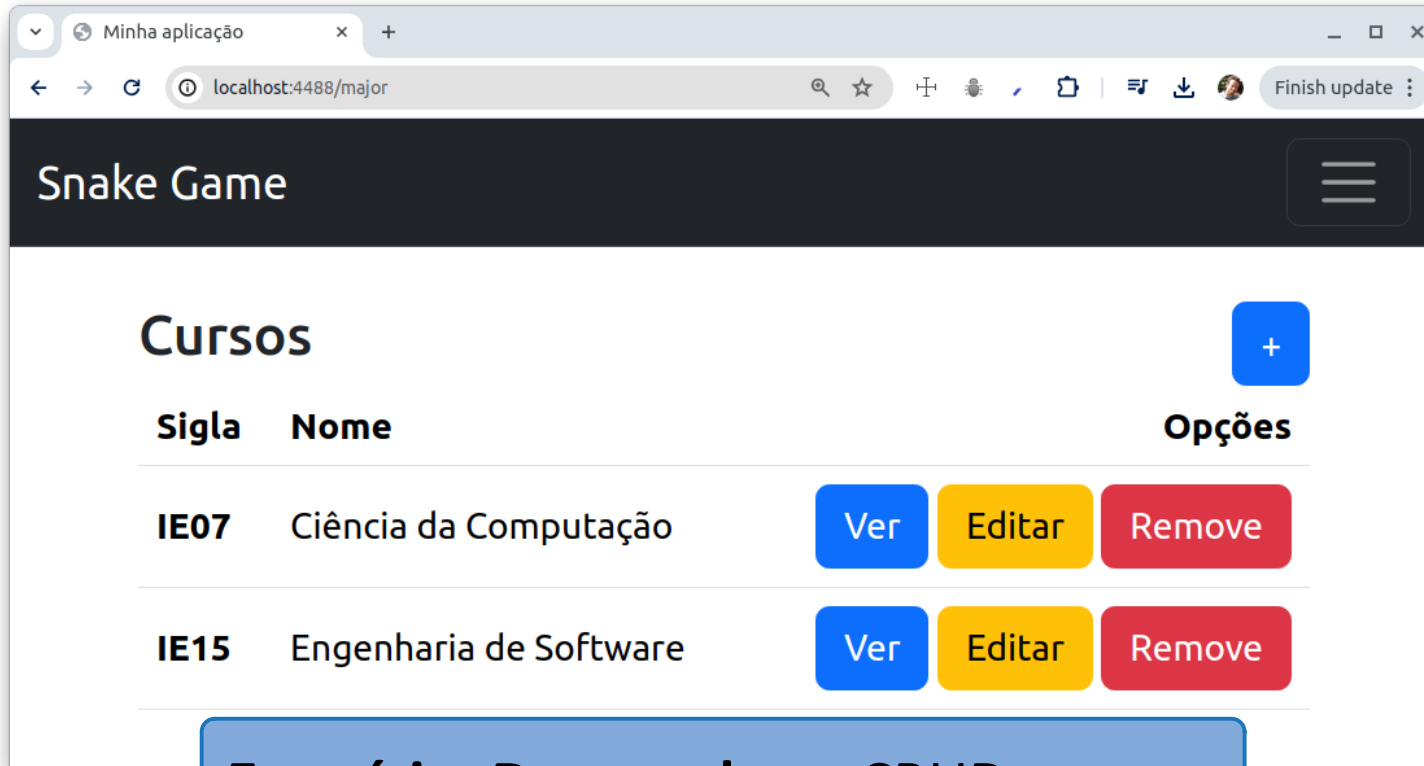 Minha aplicação
localhost:4488/major
Finish update
Snake Game
Cursos +
Sigla Nome Opções
IE07 Ciência da Computação Ver Editar Remove
IE15 Engenharia de Software Ver Editar Remove